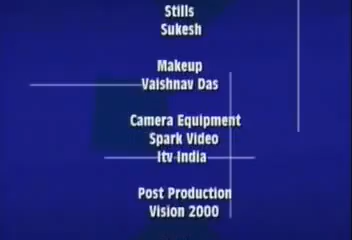 Stills
Sukesh
Makeup
Vaishnav Das
Camera Equipment
Spark Video
Itv India
Post Production
Vision 2000